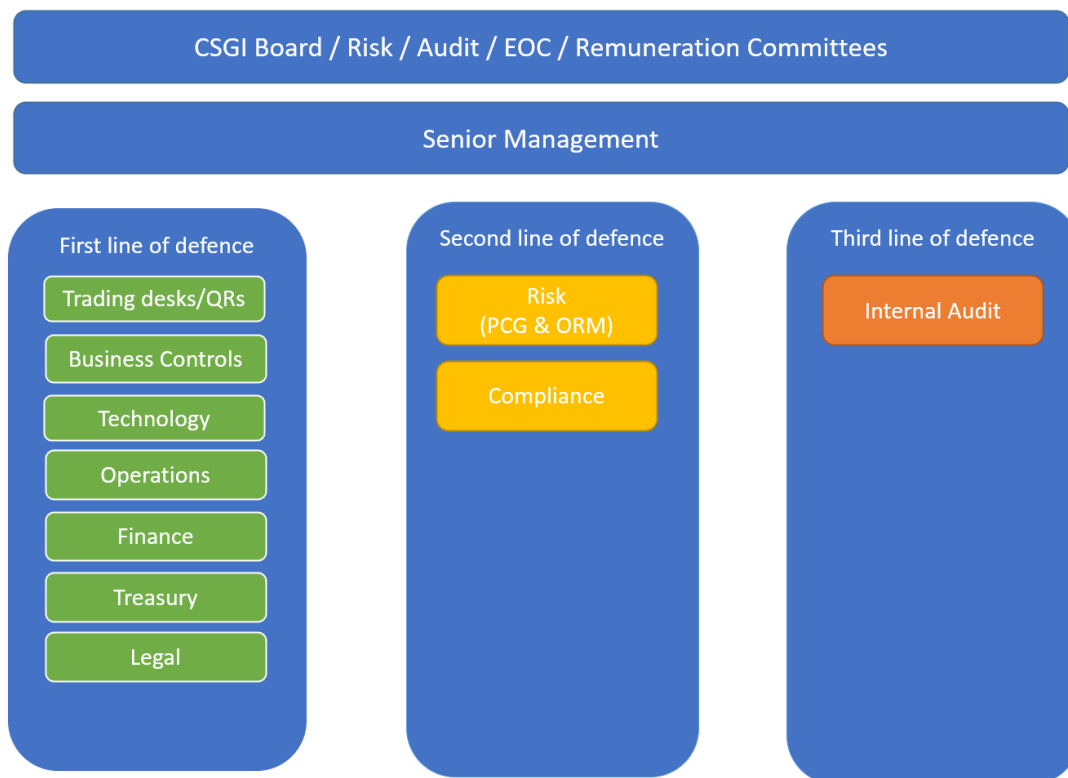 CSGI Board / Risk / Audit / EOC / Remuneration Committees
Senior Management
First line of defence
Trading desks/QRs
Business Controls
Technology
Operations
Finance
Treasury
Legal
Second line of defence
Risk
(PCG & ORM)
Compliance
Third line of defence
Internal Audit